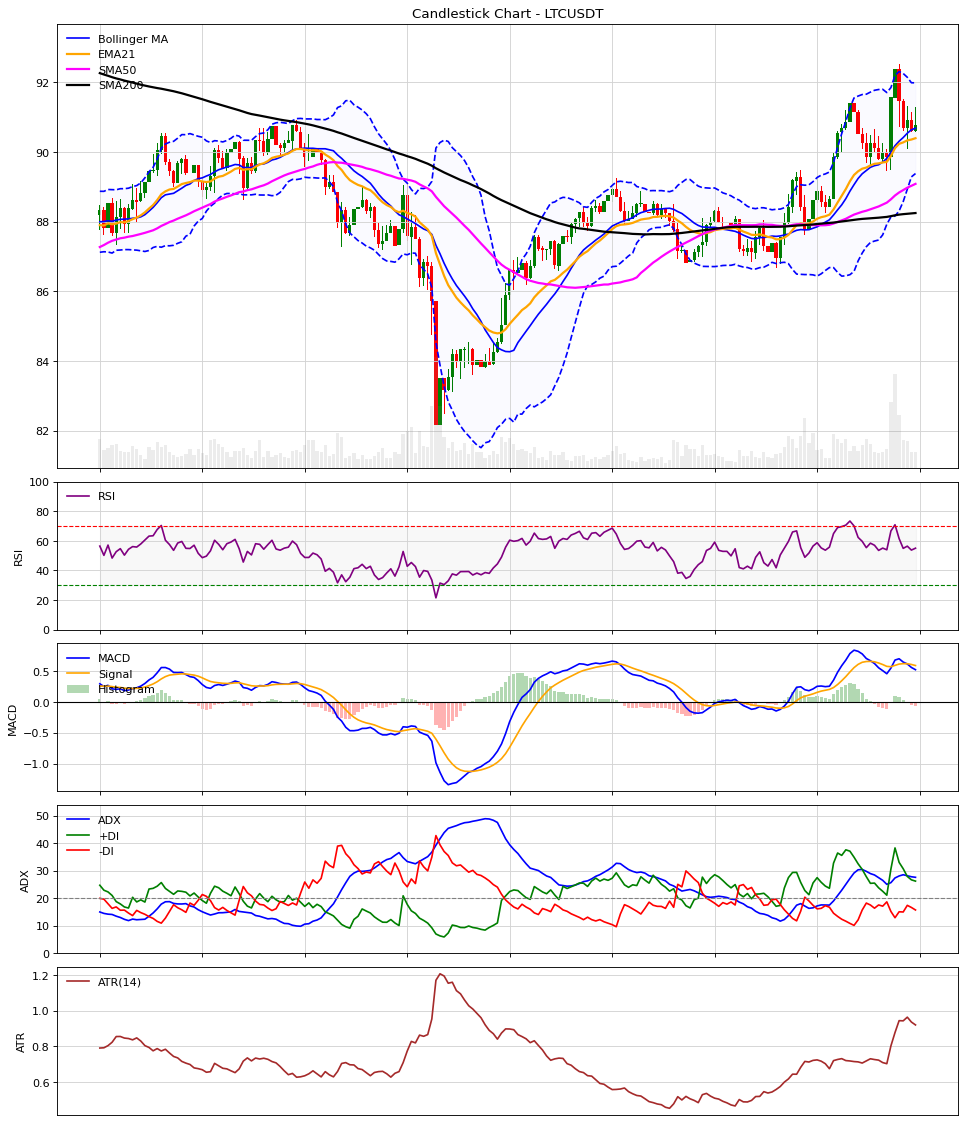 Candlestick Chart - LTCUSDT
Bollinger MA
EMA21
SMA50
SMA200
92
90
88
86
84
82
RSI
100
80
60
40
20
0
RSI
MACD
Signal
Histogram
0.5
0.0
−0.5
−1.0
MACD
ADX
+DI
-DI
50
40
30
20
10
0
ADX
ATR(14)
1.2
1.0
0.8
0.6
ATR